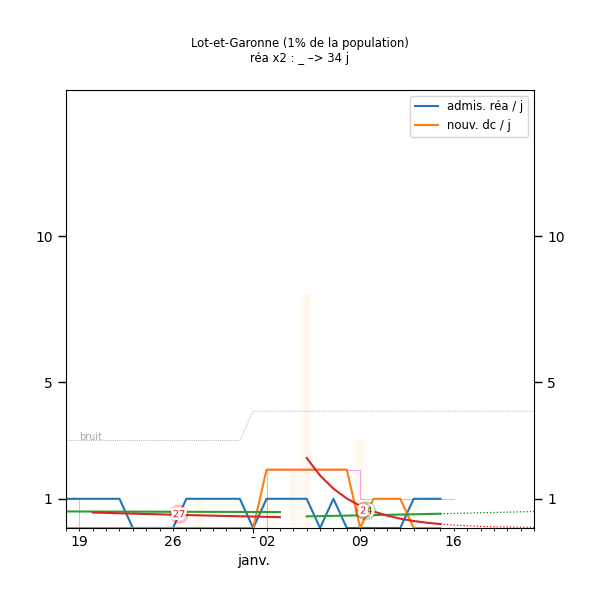 Lot-et-Garonne (1% de la population)
réa x2 : _ –> 34 j
admis. réa / j
nouv. dc / j
10
10
5
5
bruit
1
1
27
24
19
26
02
09
16
janv.